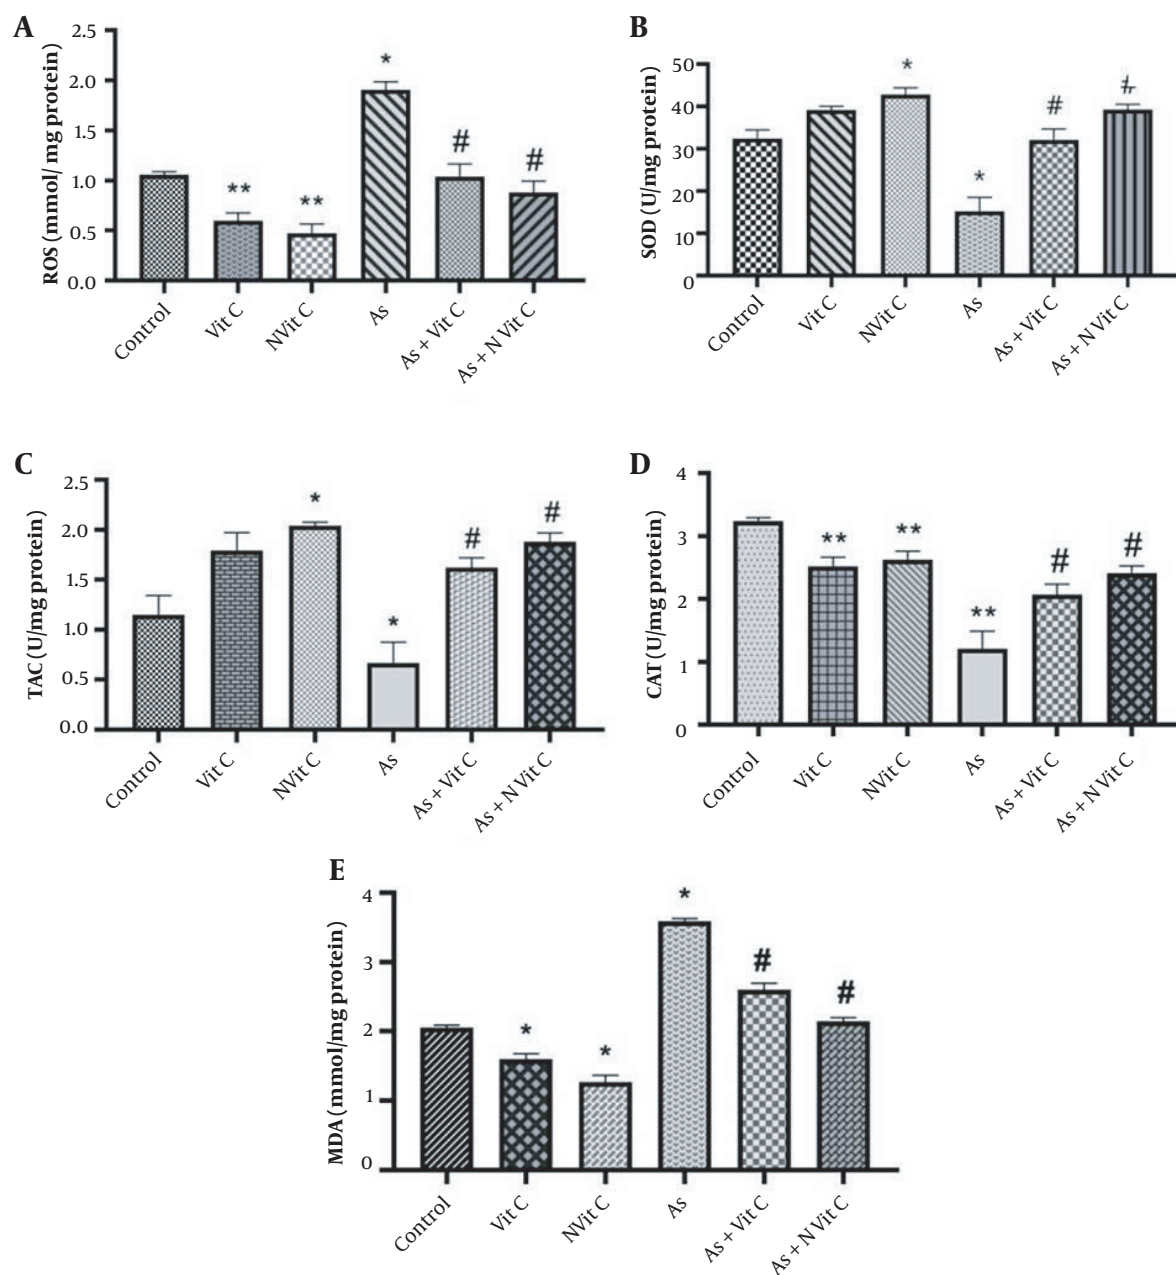 A
ROS (mmol/ mg protein)
2.5
2.0
1.5
1.0
0.5
0.0
**
**
*
#
#
Control
Vit C
NVit C
As
As + Vit C
As + N Vit C
B
SOD (U/mg protein)
50
40
30
20
10
0
*
*
#
#
Control
Vit C
NVit C
As
As + Vit C
As + N Vit C
C
TAC (U/mg protein)
2.5
2.0
1.5
1.0
0.5
0.0
*
*
#
#
Control
Vit C
NVit C
As
As + Vit C
As + N Vit C
D
CAT (U/mg protein)
4
3
2
1
0
**
**
**
#
#
Control
Vit C
NVit C
As
As + Vit C
As + N Vit C
E
MDA (mmol/mg protein)
4
3
2
1
0
*
*
*
#
#
Control
Vit C
NVit C
As
As + Vit C
As + N Vit C